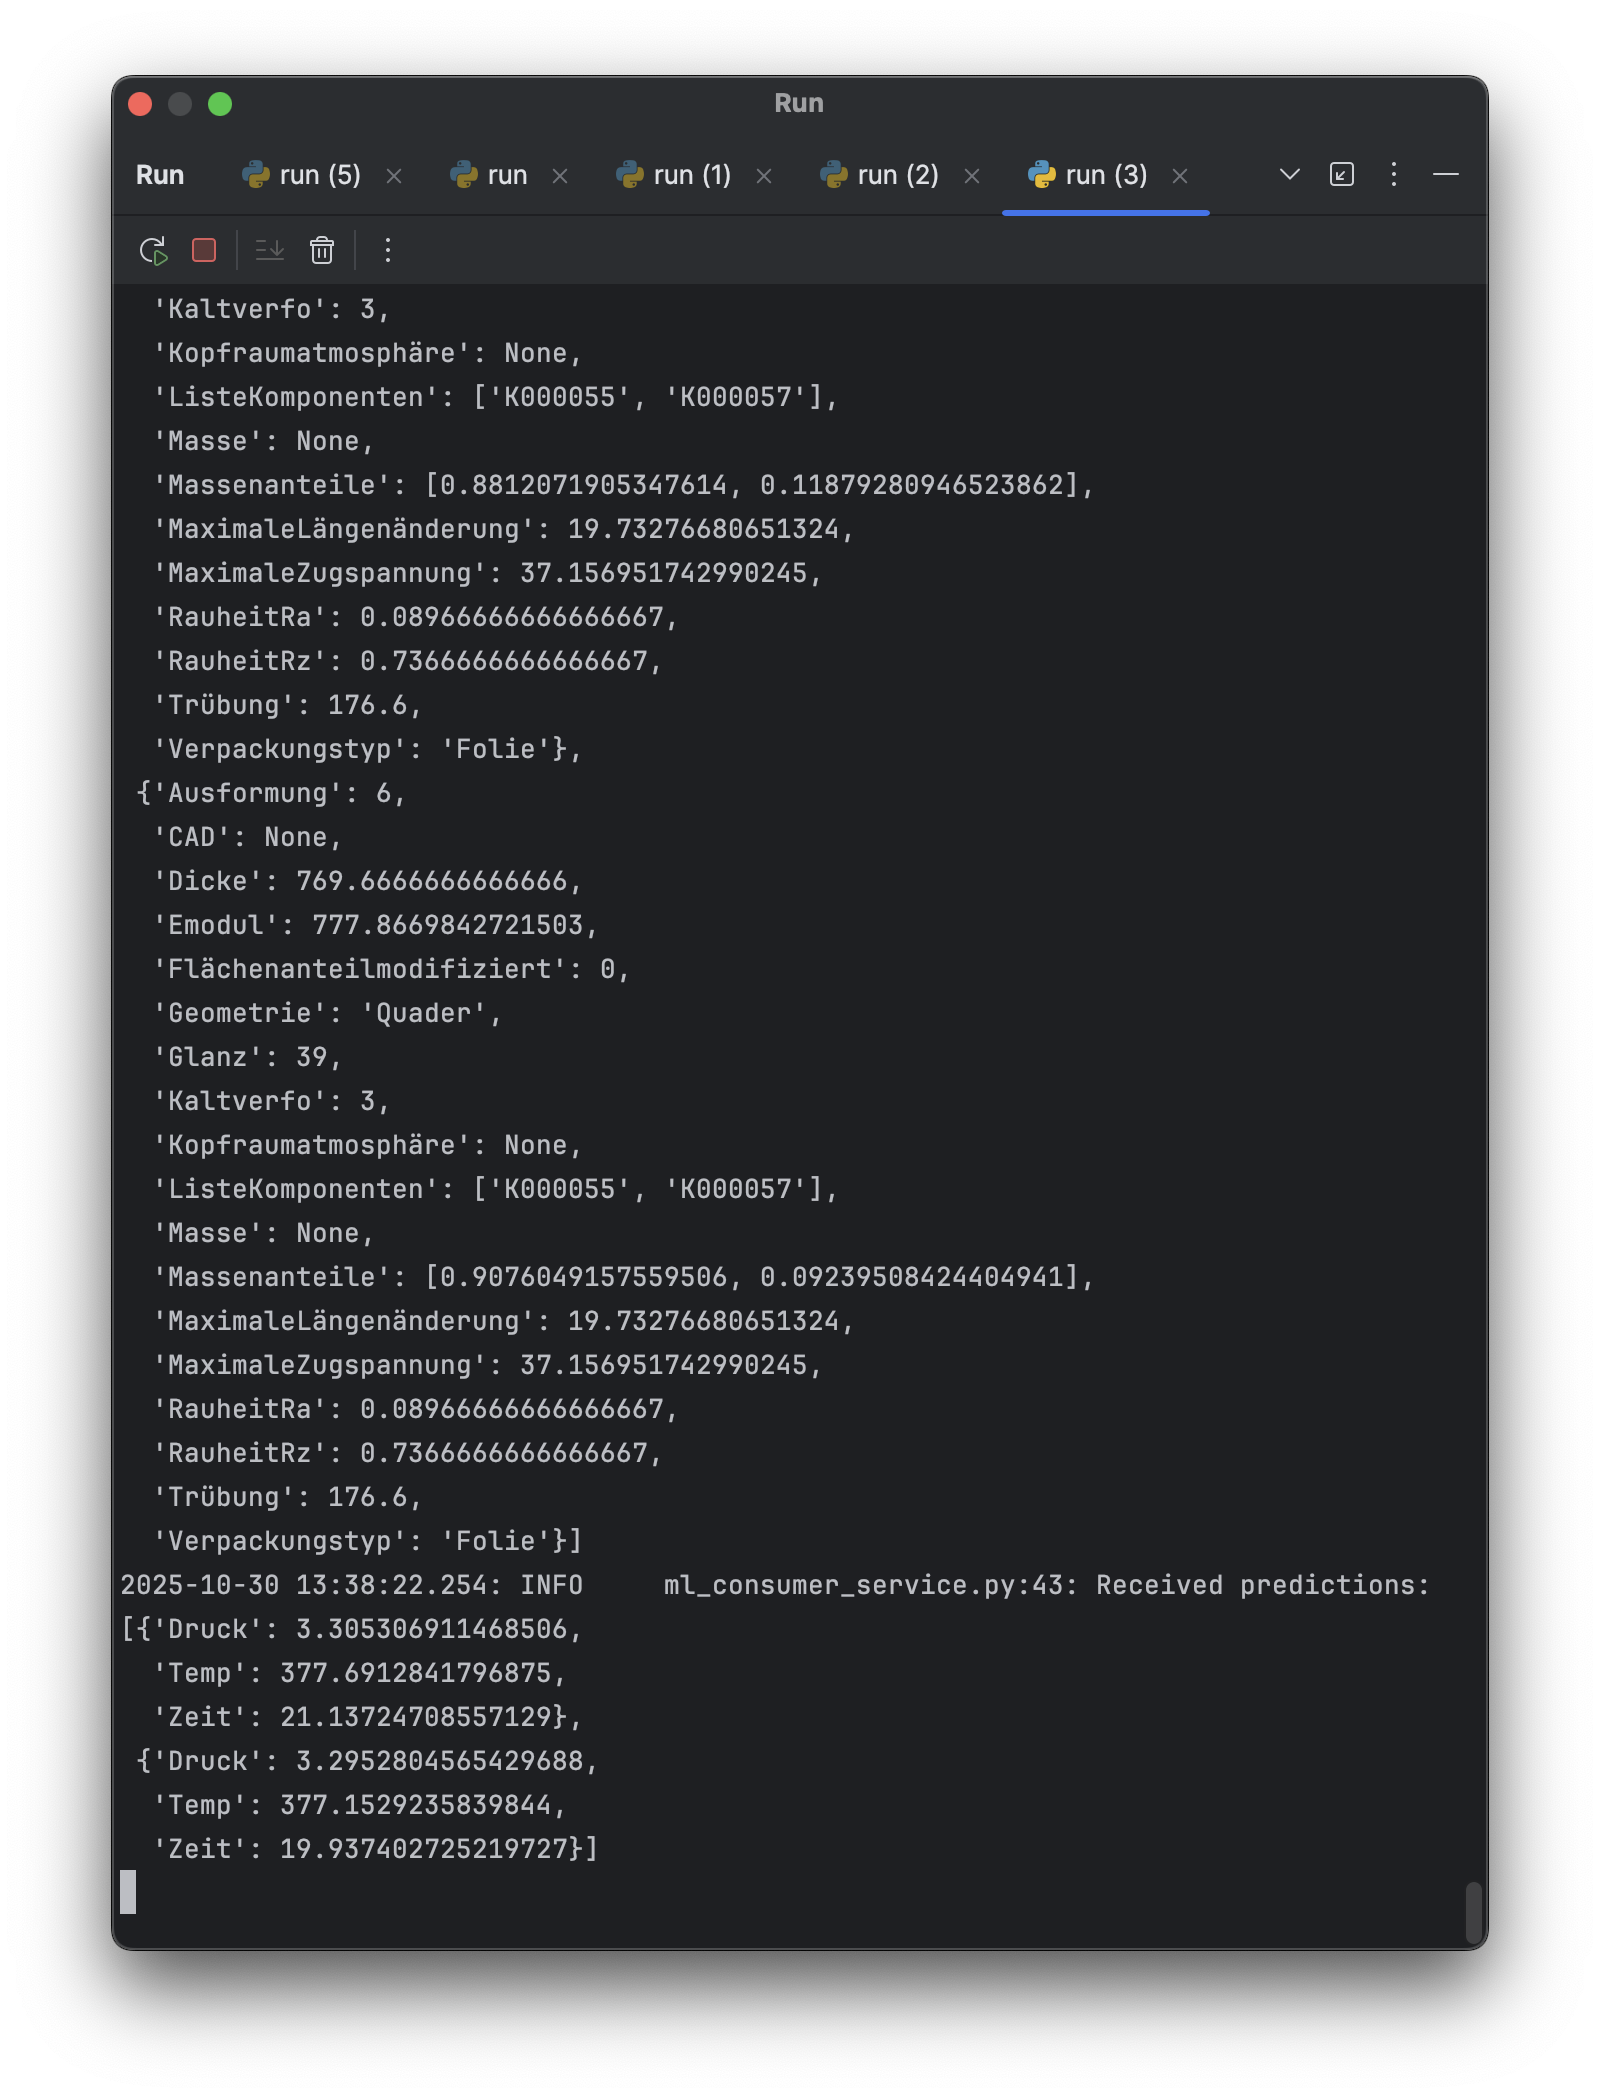 Run
Run run (5) run run (1) run (2) run (3)
'Kaltverfo': 3,
'Kopfraumatmosphäre': None,
'ListeKomponenten': ['K000055', 'K000057'],
'Masse': None,
'Massenanteile': [0.8812071905347614, 0.11879280946523862],
'MaximaleLängenänderung': 19.73276680651324,
'MaximaleZugspannung': 37.156951742990245,
'RauheitRa': 0.08966666666666667,
'RauheitRz': 0.7366666666666667,
'Trübung': 176.6,
'Verpackungstyp': 'Folie'},
{'Ausformung': 6,
'CAD': None,
'Dicke': 769.6666666666666,
'Emodul': 777.8669842721503,
'Flächenanteilmodifiziert': 0,
'Geometrie': 'Quader',
'Glanz': 39,
'Kaltverfo': 3,
'Kopfraumatmosphäre': None,
'ListeKomponenten': ['K000055', 'K000057'],
'Masse': None,
'Massenanteile': [0.9076049157559506, 0.09239508424404941],
'MaximaleLängenänderung': 19.73276680651324,
'MaximaleZugspannung': 37.156951742990245,
'RauheitRa': 0.08966666666666667,
'RauheitRz': 0.7366666666666667,
'Trübung': 176.6,
'Verpackungstyp': 'Folie'}]
2025-10-30 13:38:22.254: INFO     ml_consumer_service.py:43: Received predictions:
[{'Druck': 3.305306911468506,
'Temp': 377.6912841796875,
'Zeit': 21.13724708557129},
{'Druck': 3.2952804565429688,
'Temp': 377.1529235839844,
'Zeit': 19.937402725219727}]